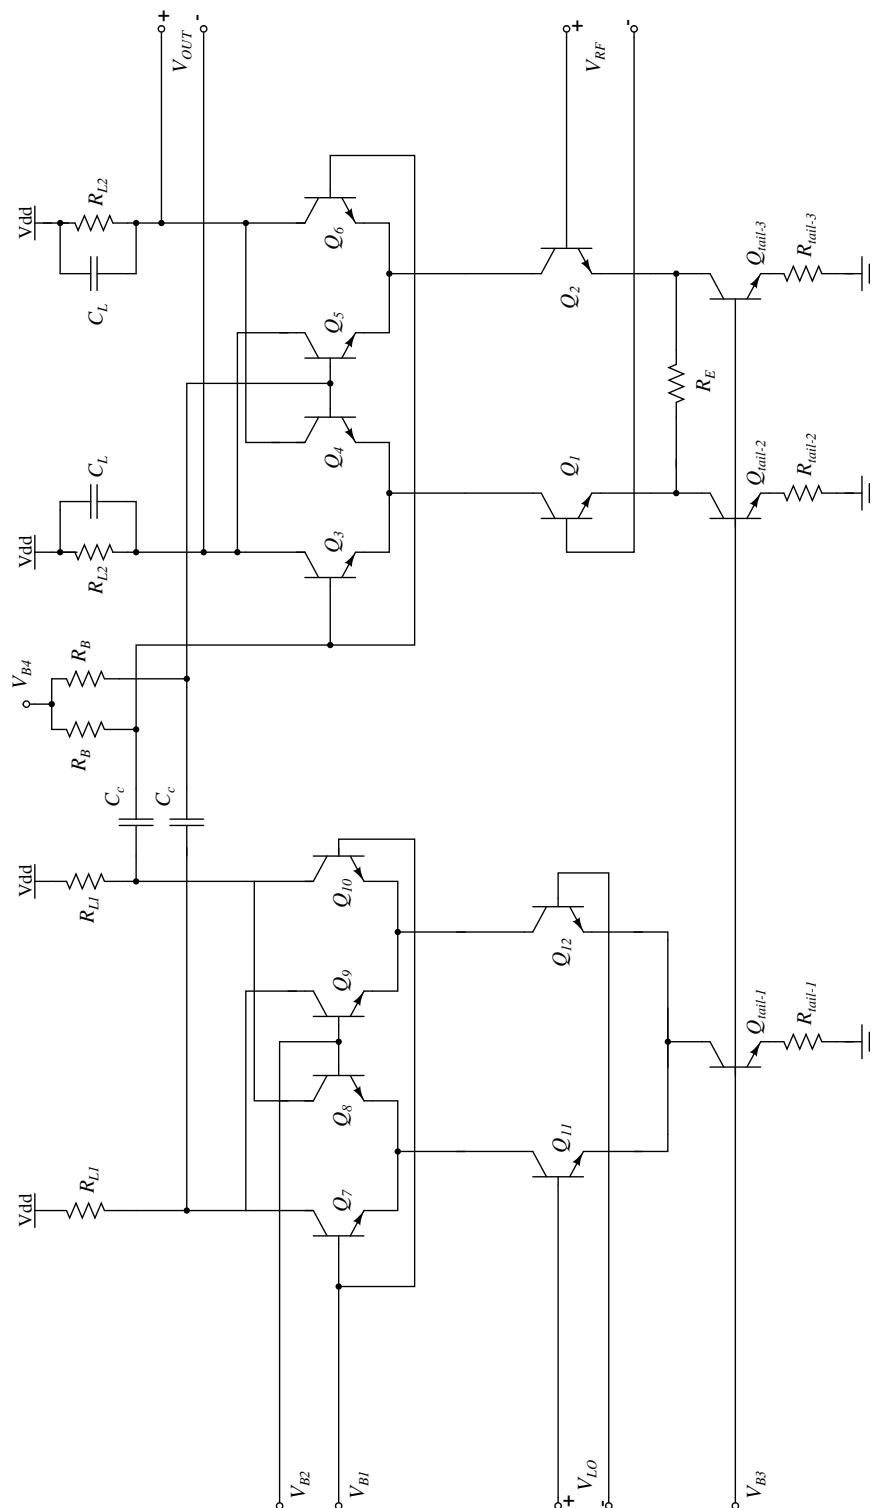 +
V_OUT
-
+
V_RF
-
Vdd
R_L2
C_L
Q_6
Q_tail-3
R_tail-3
Q_2
Q_5
R_E
C_L
Q_4
Q_1
Q_tail-2
R_tail-2
Vdd
R_L2
Q_3
V_B4
R_B
R_B
C_c
C_c
Vdd
R_L1
Q_10
Q_12
Q_9
Q_tail-1
R_tail-1
Q_8
Q_11
Vdd
R_L1
Q_7
V_B2
V_B1
+
V_LO
-
V_B3